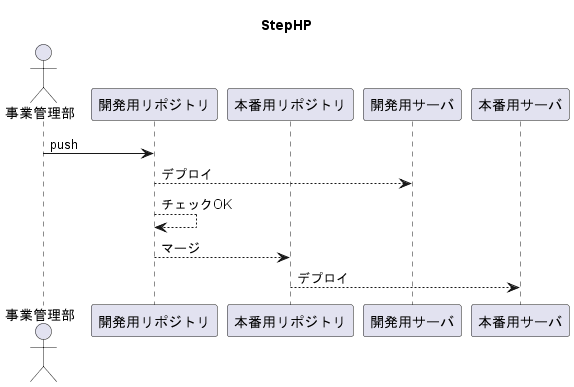 StepHP
事業管理部
開発用リポジトリ 本番用リポジトリ 開発用サーバ 本番用サーバ
push
デプロイ
チェックOK
マージ
デプロイ
事業管理部
開発用リポジトリ 本番用リポジトリ 開発用サーバ 本番用サーバ